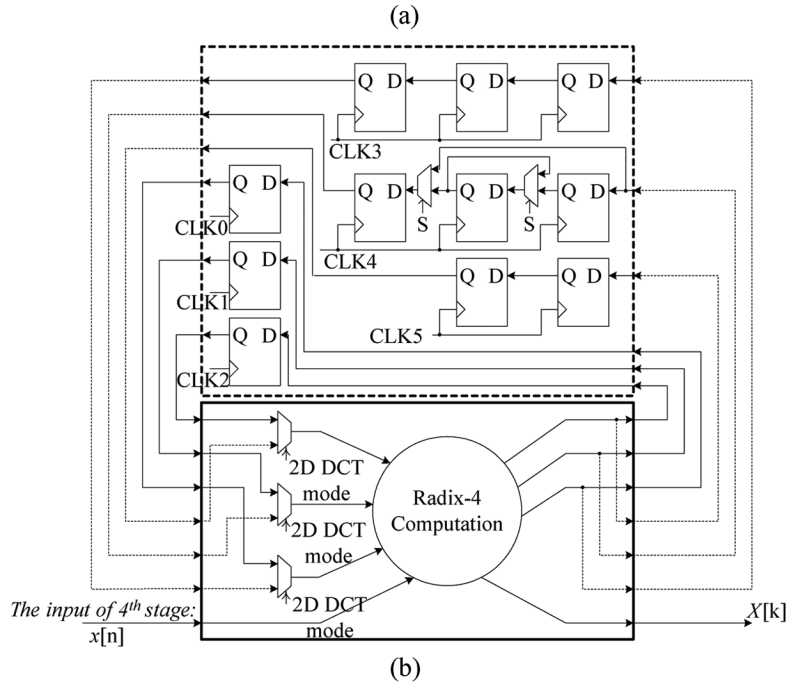 (a)
Q D Q D Q D
CLK3
Q D Q D Q D
Q D
S S
CLK0
CLK4
Q D Q D
Q D
CLK1
CLK5
Q D
CLK2
2D DCT
mode
Radix-4
Computation
2D DCT
mode
2D DCT
mode
The input of 4th stage:
x[n]
X[k]
(b)